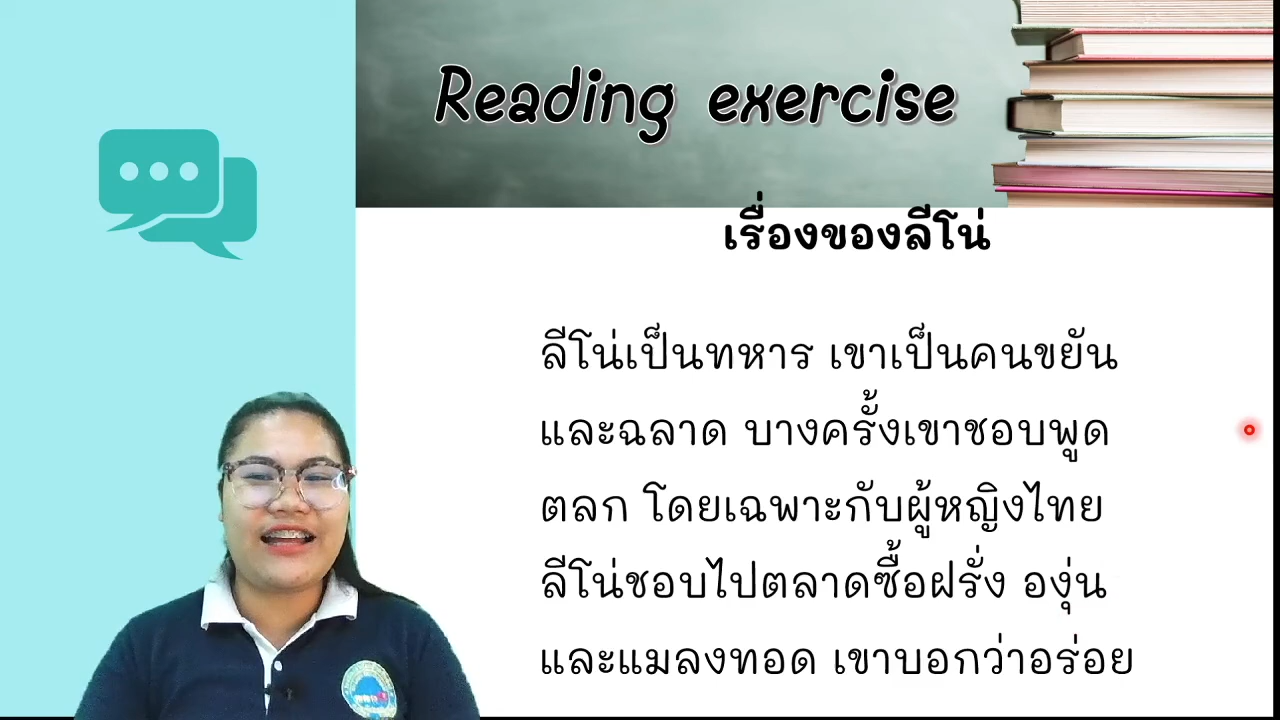 Reading exercise
เรื่องของลีโน่
ลีโน่เป็นทหาร เขาเป็นคนขยัน
และฉลาด บางครั้งเขาชอบพูด
ตลก โดยเฉพาะกับผู้หญิงไทย
ลีโน่ชอบไปตลาดซื้อฝรั่ง องุ่น
และแมลงทอด เขาบอกว่าอร่อย